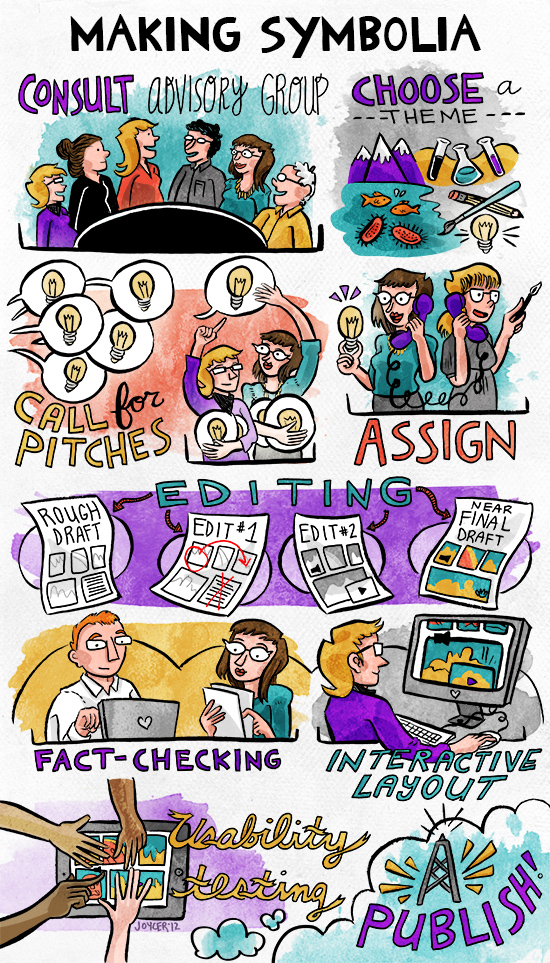 MAKING SYMBOLIA
CONSULT ADVISORY GROUP
CHOOSE a
---THEME---
CALL for
PITCHES
ASSIGN
EDITING
ROUGH
DRAFT
EDIT #1
EDIT #2
NEAR
FINAL
DRAFT
FACT-CHECKING
INTERACTIVE
LAYOUT
Usability
testing
JOYCER'12
PUBLISH!